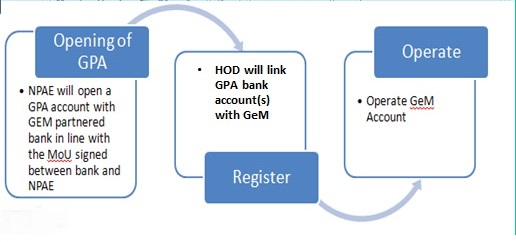 Opening of
GPA
• NPAE will open a
GPA account with
GEM partnered
bank in line with
the MoU signed
between bank and
NPAE
• HOD will link
GPA bank
account(s)
with GeM
Register
Operate
• Operate GeM
Account